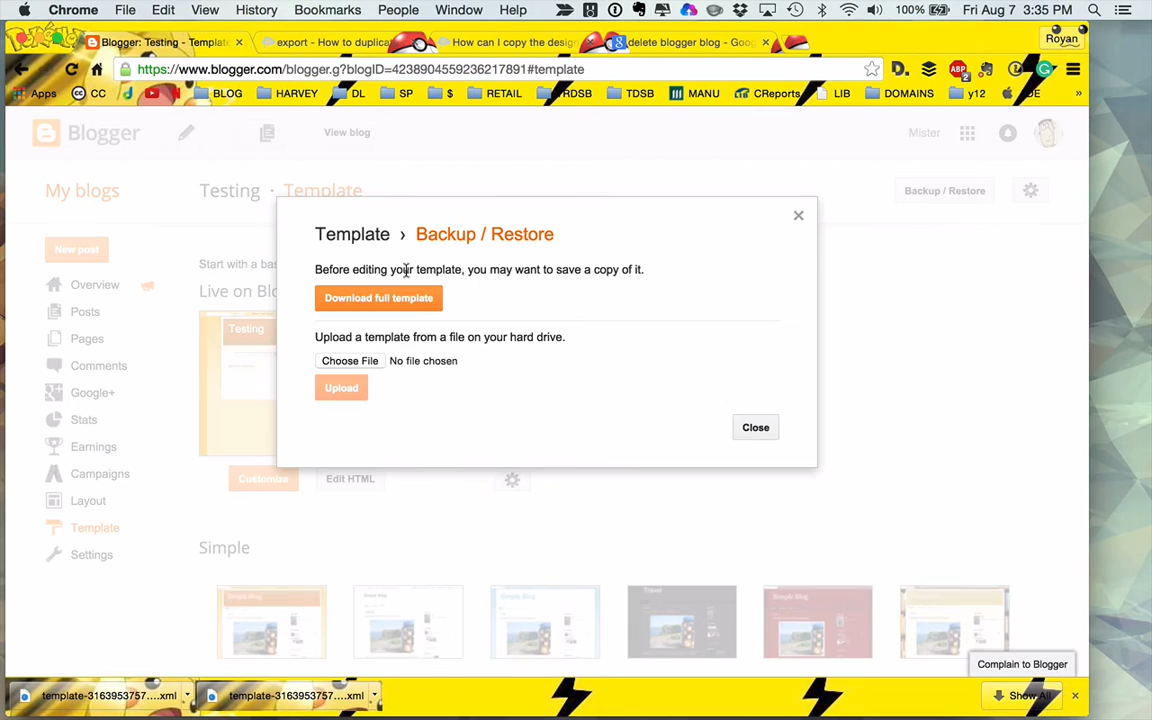 Chrome File Edit View History Bookmarks People Window Help 100% Fri Aug 7 3:35 PM
Blogger: Testing - Template export - How to duplica How can I copy the desig delete blogger blog - Goo Royan
https://www.blogger.com/blogger.g?blogID=4238904559236217891#template
Apps CC BLOG HARVEY DL SP $ RETAIL TDSB MANU CReports LIB DOMAINS y12 »
Blogger View blog Mister
My blogs Testing · Template Backup / Restore
New post
Overview
Posts
Pages
Comments
Google+
Stats
Earnings
Campaigns
Layout
Template
Settings
Start with a bas
Live on Blo
Testing
Template › Backup / Restore
Before editing your template, you may want to save a copy of it.
Download full template
Upload a template from a file on your hard drive.
Choose File No file chosen
Upload
Close
Customize Edit HTML
Simple
Complain to Blogger
template-3163953757....xml template-3163953757....xml Show All